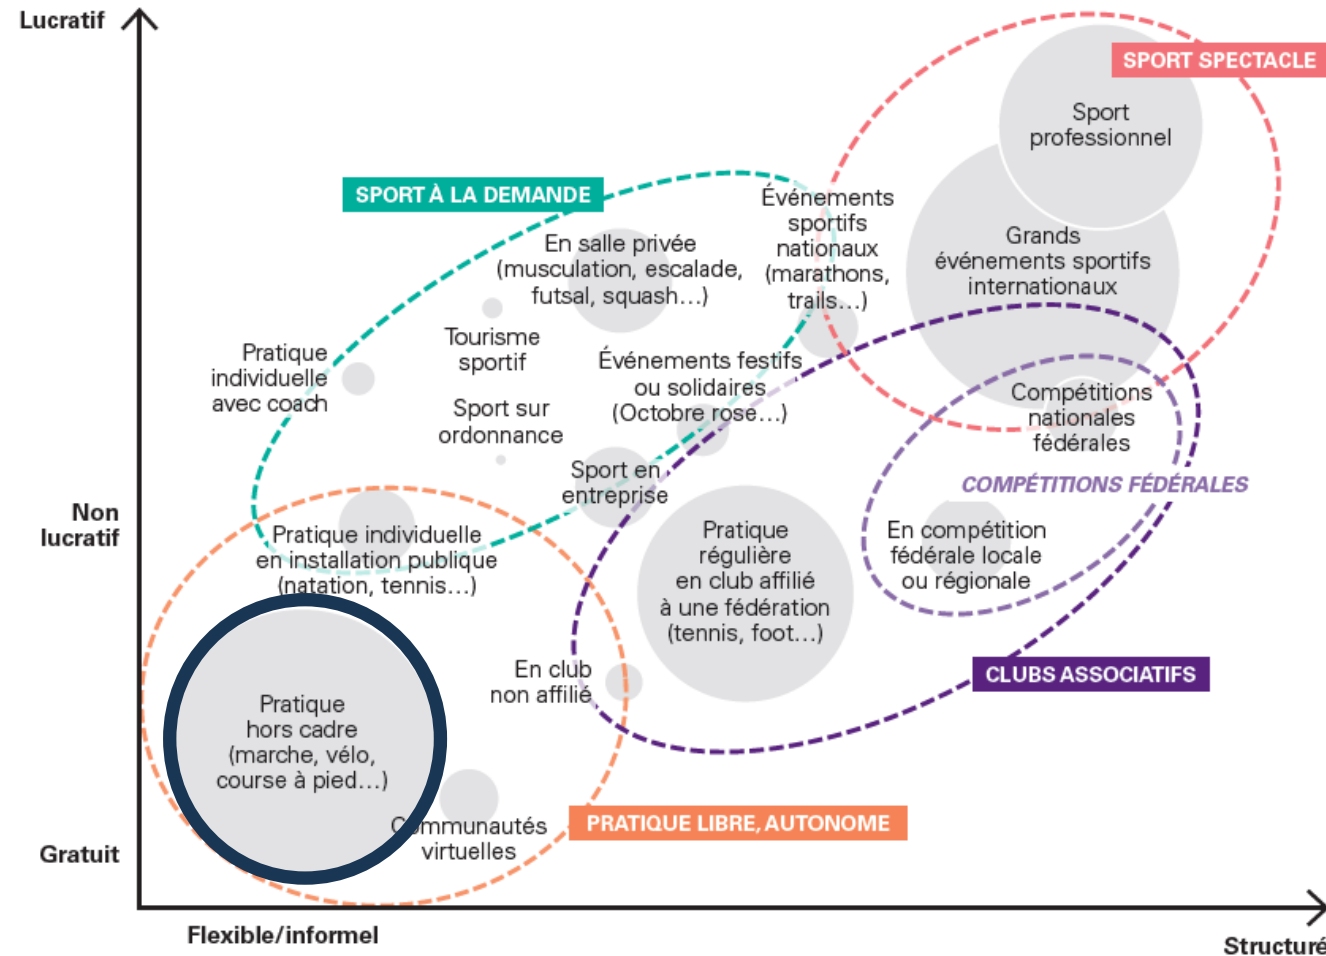 Lucratif
SPORT SPECTACLE
Sport
professionnel
SPORT À LA DEMANDE
Événements
sportifs
nationaux
(marathons,
trails…)
En salle privée
(musculation, escalade,
futsal, squash…)
Grands
événements sportifs
internationaux
Tourisme
sportif
Pratique
individuelle
avec coach
Événements festifs
ou solidaires
(Octobre rose…)
Compétitions
nationales
fédérales
Sport sur
ordonnance
Sport en
entreprise
COMPÉTITIONS FÉDÉRALES
Non
lucratif
Pratique individuelle
en installation publique
(natation, tennis…)
Pratique
régulière
en club affilié
à une fédération
(tennis, foot…)
En compétition
fédérale locale
ou régionale
En club
non affilié
CLUBS ASSOCIATIFS
Pratique
hors cadre
(marche, vélo,
course à pied…)
Communautés
virtuelles
PRATIQUE LIBRE, AUTONOME
Gratuit
Flexible/informel
Structuré